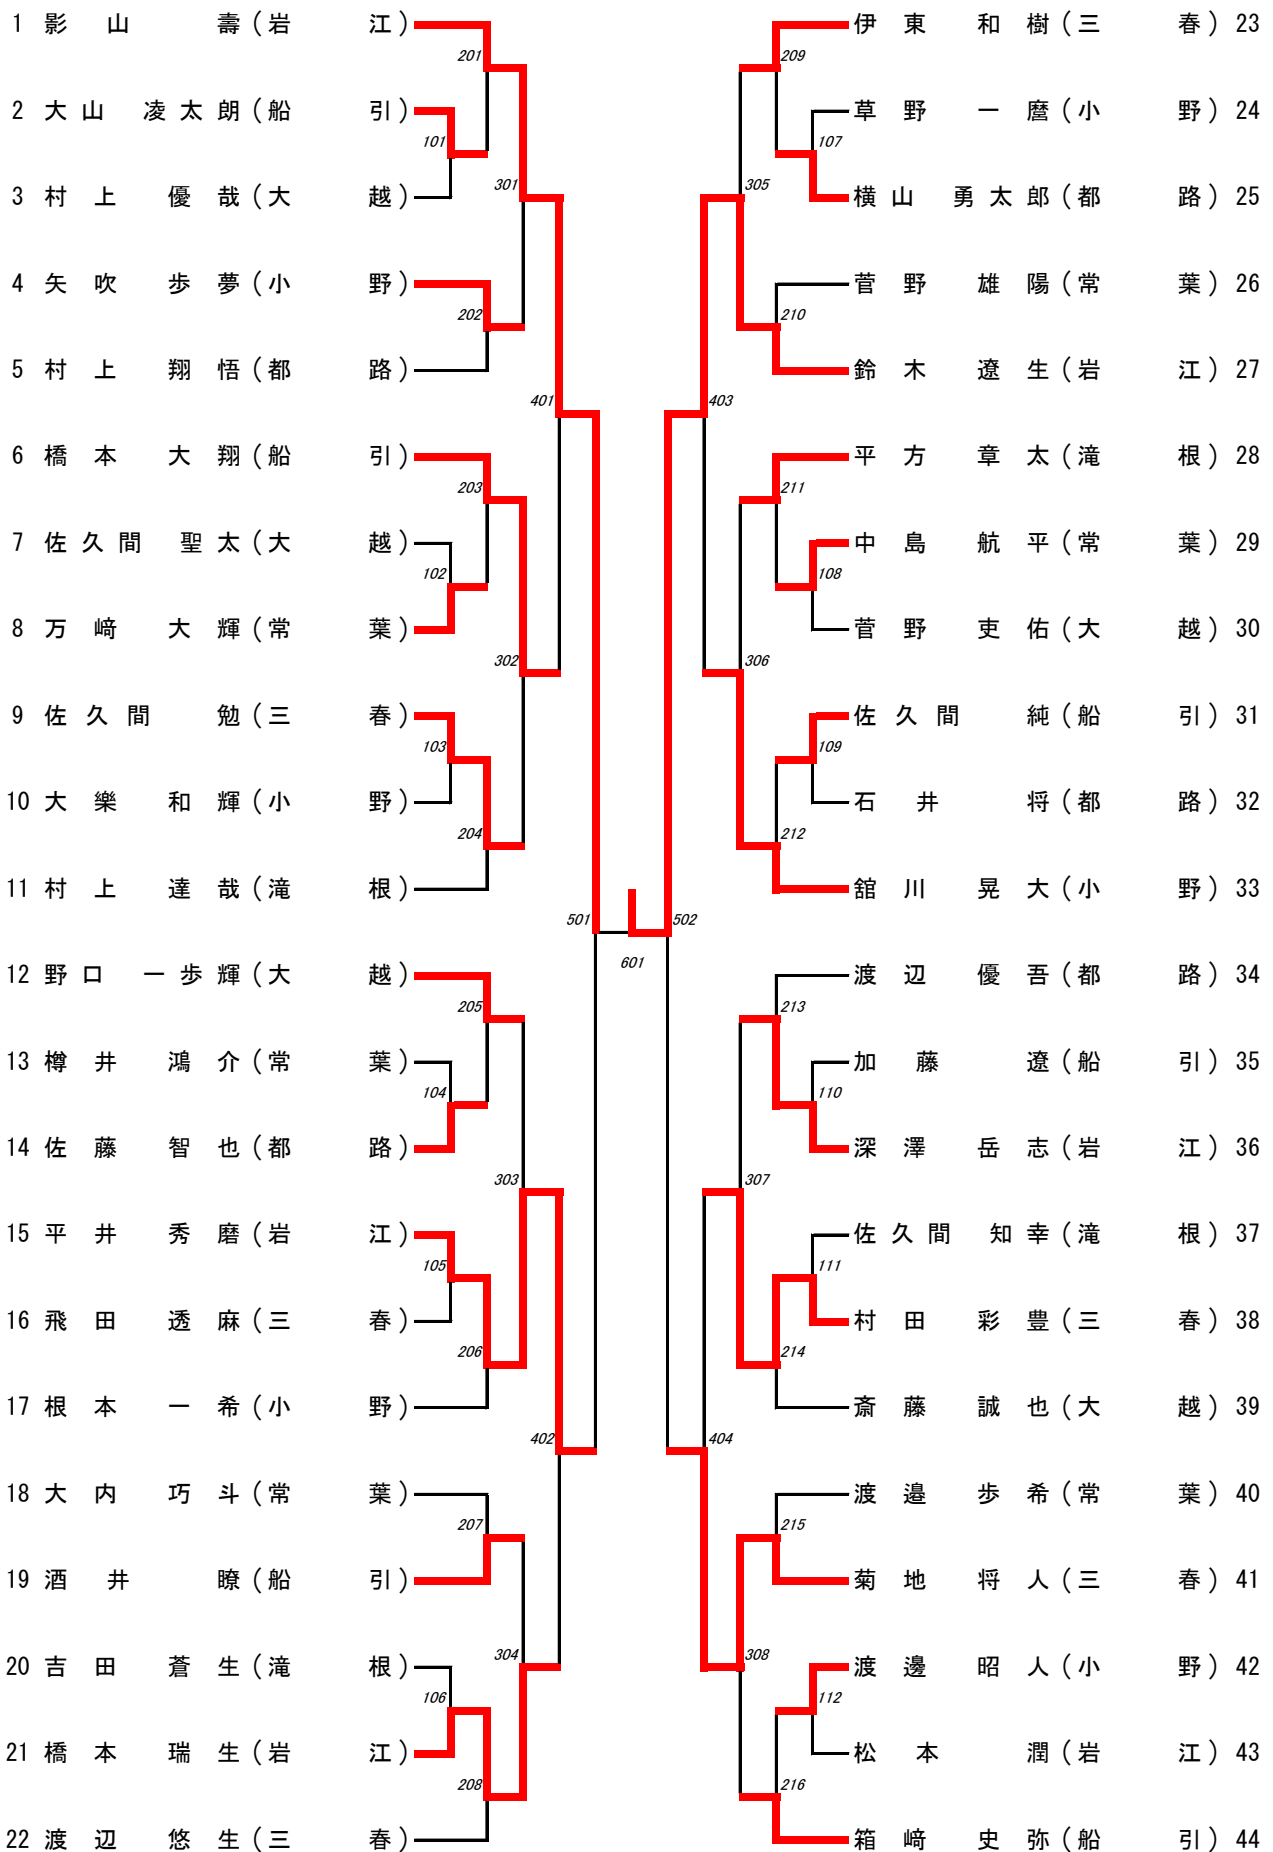 1 影山 壽(岩江)
201
2 大山 凌太朗(船引)
101
3 村上 優哉(大越)
301
4 矢吹 歩夢(小野)
202
5 村上 翔悟(都路)
401
6 橋本 大翔(船引)
203
7 佐久間 聖太(大越)
102
8 万﨑 大輝(常葉)
302
9 佐久間 勉(三春)
103
10 大樂 和輝(小野)
204
11 村上 達哉(滝根)
501
12 野口 一歩輝(大越)
205
13 樽井 鴻介(常葉)
104
14 佐藤 智也(都路)
303
15 平井 秀磨(岩江)
105
16 飛田 透麻(三春)
206
17 根本 一希(小野)
402
18 大内 巧斗(常葉)
207
19 酒井 瞭(船引)
304
20 吉田 蒼生(滝根)
106
21 橋本 瑞生(岩江)
208
22 渡辺 悠生(三春)
601
伊東 和樹(三春) 23
209
草野 一麿(小野) 24
107
横山 勇太郎(都路) 25
305
菅野 雄陽(常葉) 26
210
鈴木 遼生(岩江) 27
403
平方 章太(滝根) 28
211
中島 航平(常葉) 29
108
菅野 吏佑(大越) 30
306
佐久間 純(船引) 31
109
石井 将(都路) 32
212
舘川 晃大(小野) 33
502
渡辺 優吾(都路) 34
213
加藤 遼(船引) 35
110
深澤 岳志(岩江) 36
307
佐久間 知幸(滝根) 37
111
村田 彩豊(三春) 38
214
斎藤 誠也(大越) 39
404
渡邉 歩希(常葉) 40
215
菊地 将人(三春) 41
308
渡邊 昭人(小野) 42
112
松本 潤(岩江) 43
216
箱﨑 史弥(船引) 44